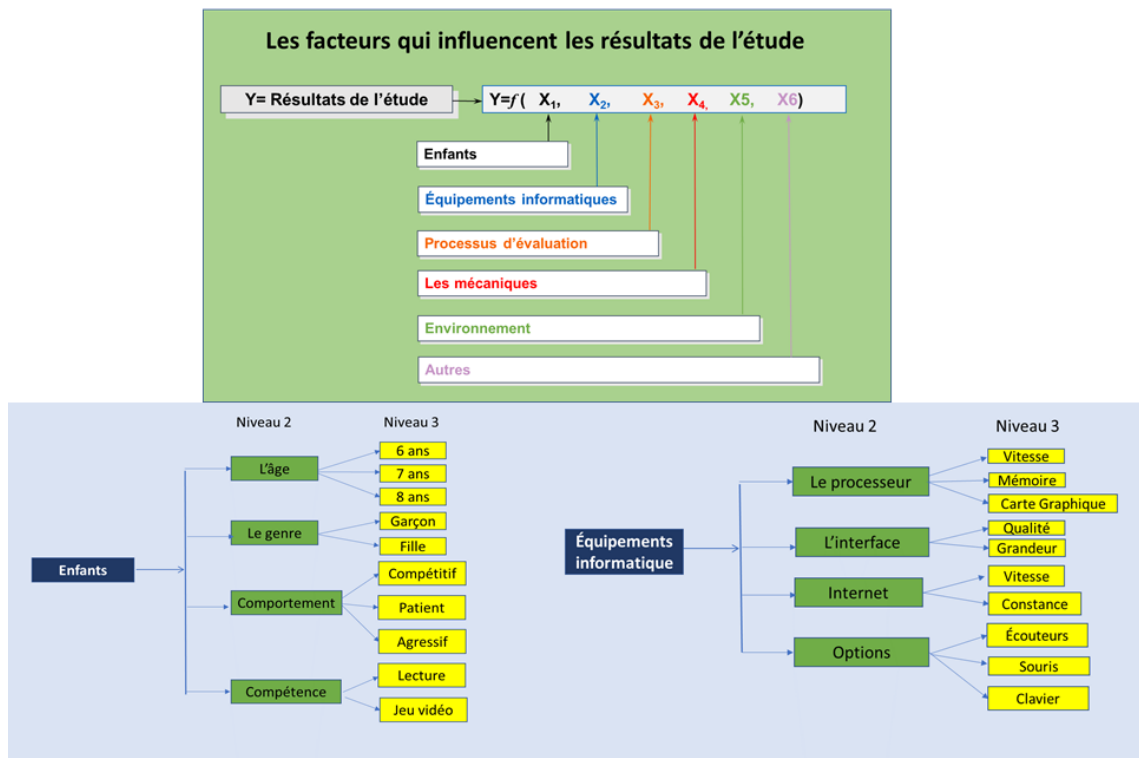 Les facteurs qui influencent les résultats de l'étude
Y= Résultats de l'étude
Y=f ( X1, X2, X3, X4, X5, X6)
Enfants
Équipements informatiques
Processus d'évaluation
Les mécaniques
Environnement
Autres
Niveau 2
Niveau 3
Enfants
L'âge
6 ans
7 ans
8 ans
Le genre
Garçon
Fille
Comportement
Compétitif
Patient
Agressif
Compétence
Lecture
Jeu vidéo
Niveau 2
Niveau 3
Équipements
informatique
Le processeur
Vitesse
Mémoire
Carte Graphique
L'interface
Qualité
Grandeur
Internet
Vitesse
Constance
Options
Écouteurs
Souris
Clavier